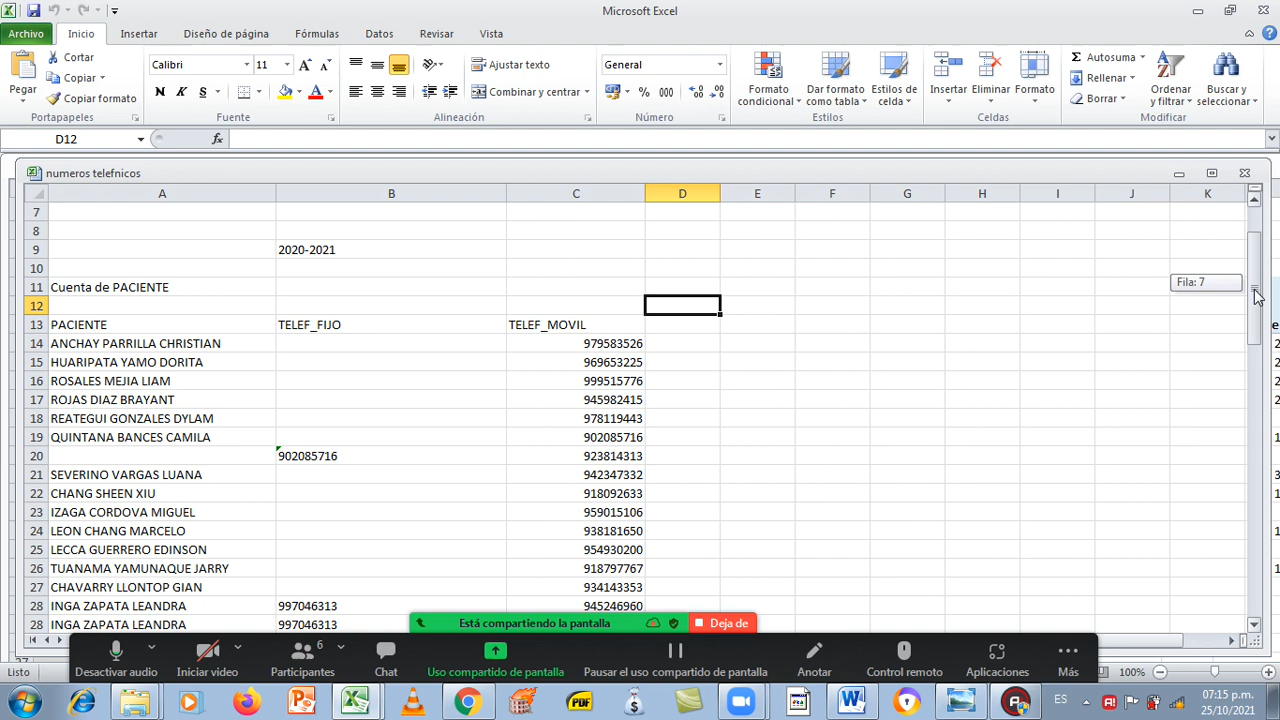 Microsoft Excel
Archivo Inicio Insertar Diseño de página Fórmulas Datos Revisar Vista
Pegar
Cortar
Copiar
Copiar formato
Portapapeles
Calibri 11
N K S
Fuente
Ajustar texto
Combinar y centrar
Alineación
General
% 000
Número
Formato condicional
Dar formato como tabla
Estilos de celda
Estilos
Insertar
Eliminar
Formato
Celdas
Σ Autosuma
Rellenar
Borrar
Ordenar y filtrar
Buscar y seleccionar
Modificar
D12 fx
numeros telefnicos
A B C D E F G H I J K
7
8
9 2020-2021
10
11 Cuenta de PACIENTE
Fila: 7
12
13 PACIENTE TELEF_FIJO TELEF_MOVIL
14 ANCHAY PARRILLA CHRISTIAN 979583526
15 HUARIPATA YAMO DORITA 969653225
16 ROSALES MEJIA LIAM 999515776
17 ROJAS DIAZ BRAYANT 945982415
18 REATEGUI GONZALES DYLAM 978119443
19 QUINTANA BANCES CAMILA 902085716
20 902085716 923814313
21 SEVERINO VARGAS LUANA 942347332
22 CHANG SHEEN XIU 918092633
23 IZAGA CORDOVA MIGUEL 959015106
24 LEON CHANG MARCELO 938181650
25 LECCA GUERRERO EDINSON 954930200
26 TUANAMA YAMUNAQUE JARRY 918797767
27 CHAVARRY LLONTOP GIAN 934143353
28 INGA ZAPATA LEANDRA 997046313 945246960
28 INGA ZAPATA LEANDRA 997046313
Está compartiendo la pantalla Deja de
Desactivar audio
Iniciar video
6
Participantes
Chat
Uso compartido de pantalla
Pausar el uso compartido de pantalla
Anotar
Control remoto
Aplicaciones
Más
Listo
100%
PDF
ES
07:15 p.m.
25/10/2021